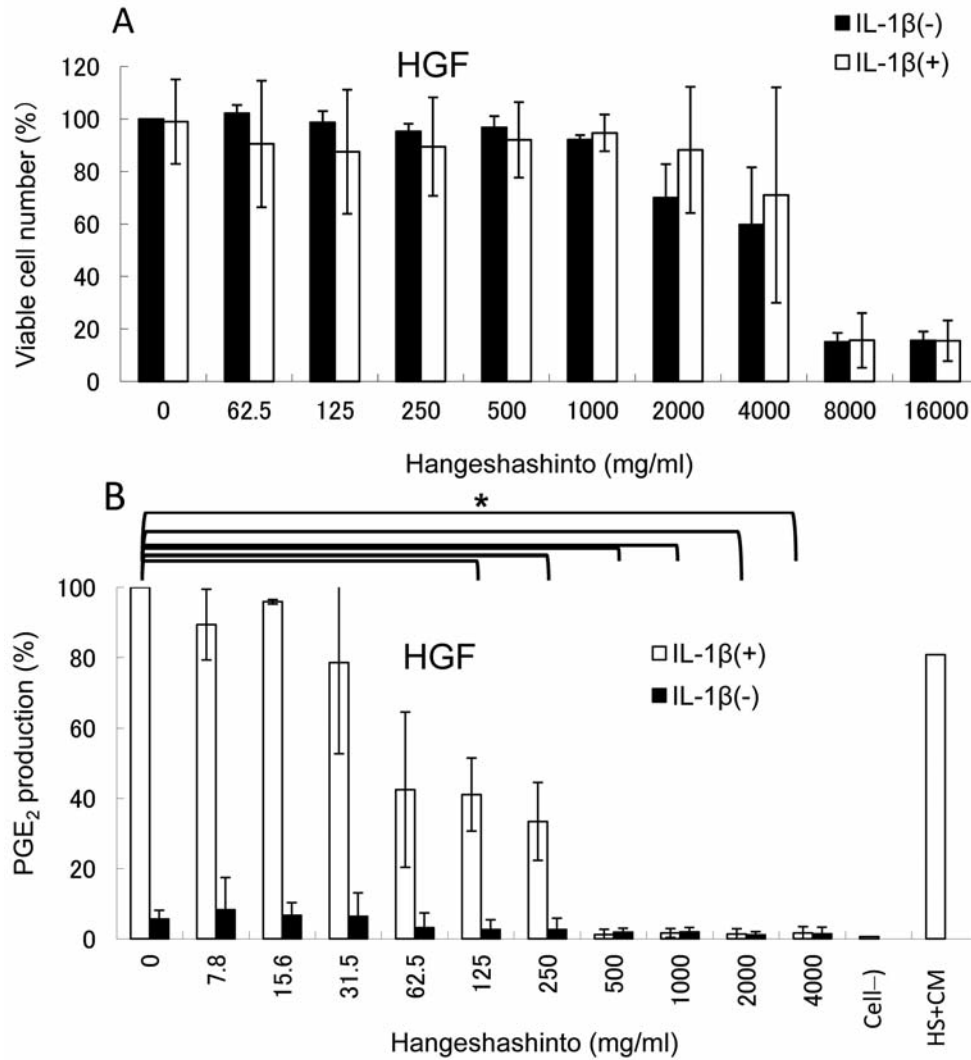 A
IL-1β(-)
IL-1β(+)
HGF
Viable cell number (%)
120
100
80
60
40
20
0
0 62.5 125 250 500 1000 2000 4000 8000 16000
Hangeshashinto (mg/ml)
B
*
HGF
IL-1β(+)
IL-1β(-)
PGE₂ production (%)
100
80
60
40
20
0
0 7.8 15.6 31.5 62.5 125 250 500 1000 2000 4000 Cell−) HS+CM
Hangeshashinto (mg/ml)